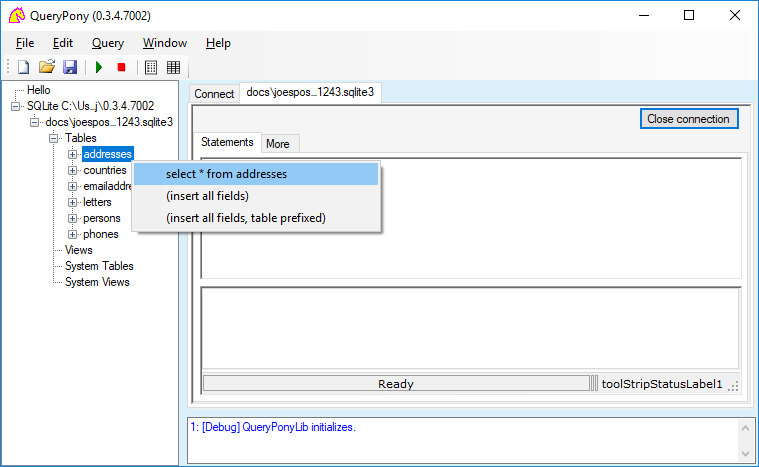 QueryPony (0.3.4.7002)
File Edit Query Window Help
Hello
SQLite C:\Us_j\0.3.4.7002
docs\joespos...1243.sqlite3
Tables
addresses
countries
emailaddre
letters
persons
phones
Views
System Tables
System Views
select * from addresses
(insert all fields)
(insert all fields, table prefixed)
Connect docs\joespos...1243.sqlite3
Close connection
Statements More
Ready toolStripStatusLabel1
1: [Debug] QueryPonyLib initializes.